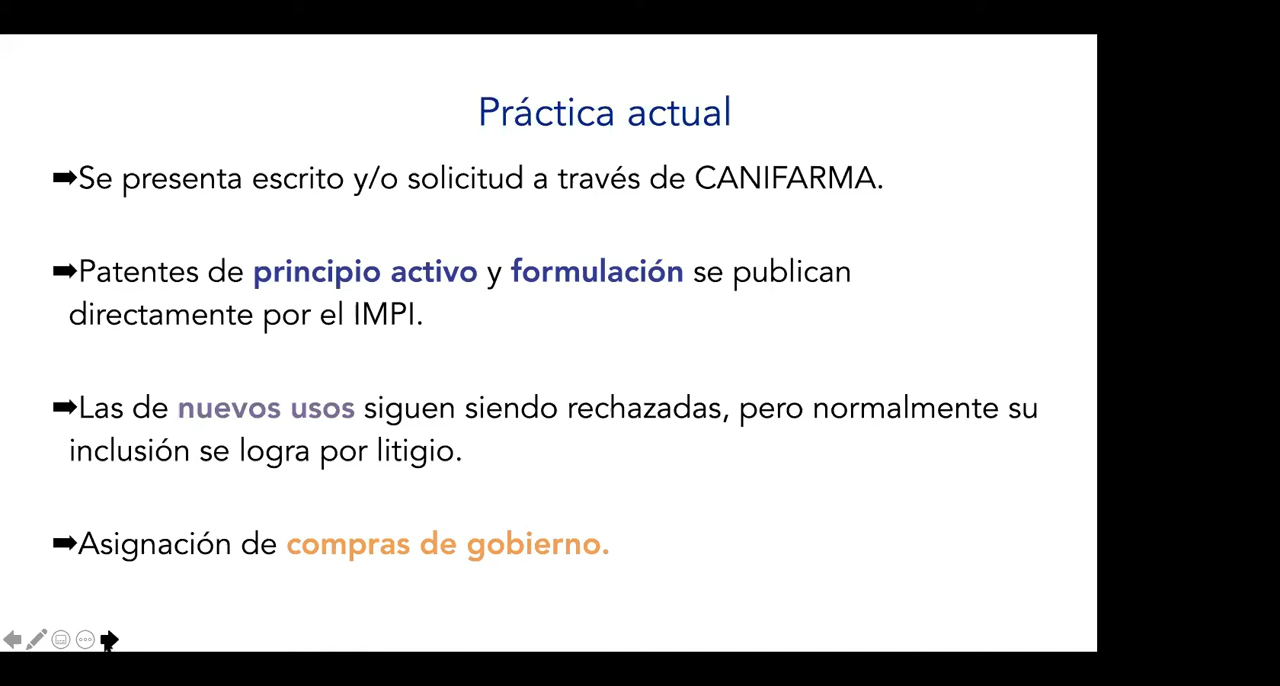 Práctica actual
➡Se presenta escrito y/o solicitud a través de CANIFARMA.
➡Patentes de principio activo y formulación se publican
directamente por el IMPI.
➡Las de nuevos usos siguen siendo rechazadas, pero normalmente su
inclusión se logra por litigio.
➡Asignación de compras de gobierno.